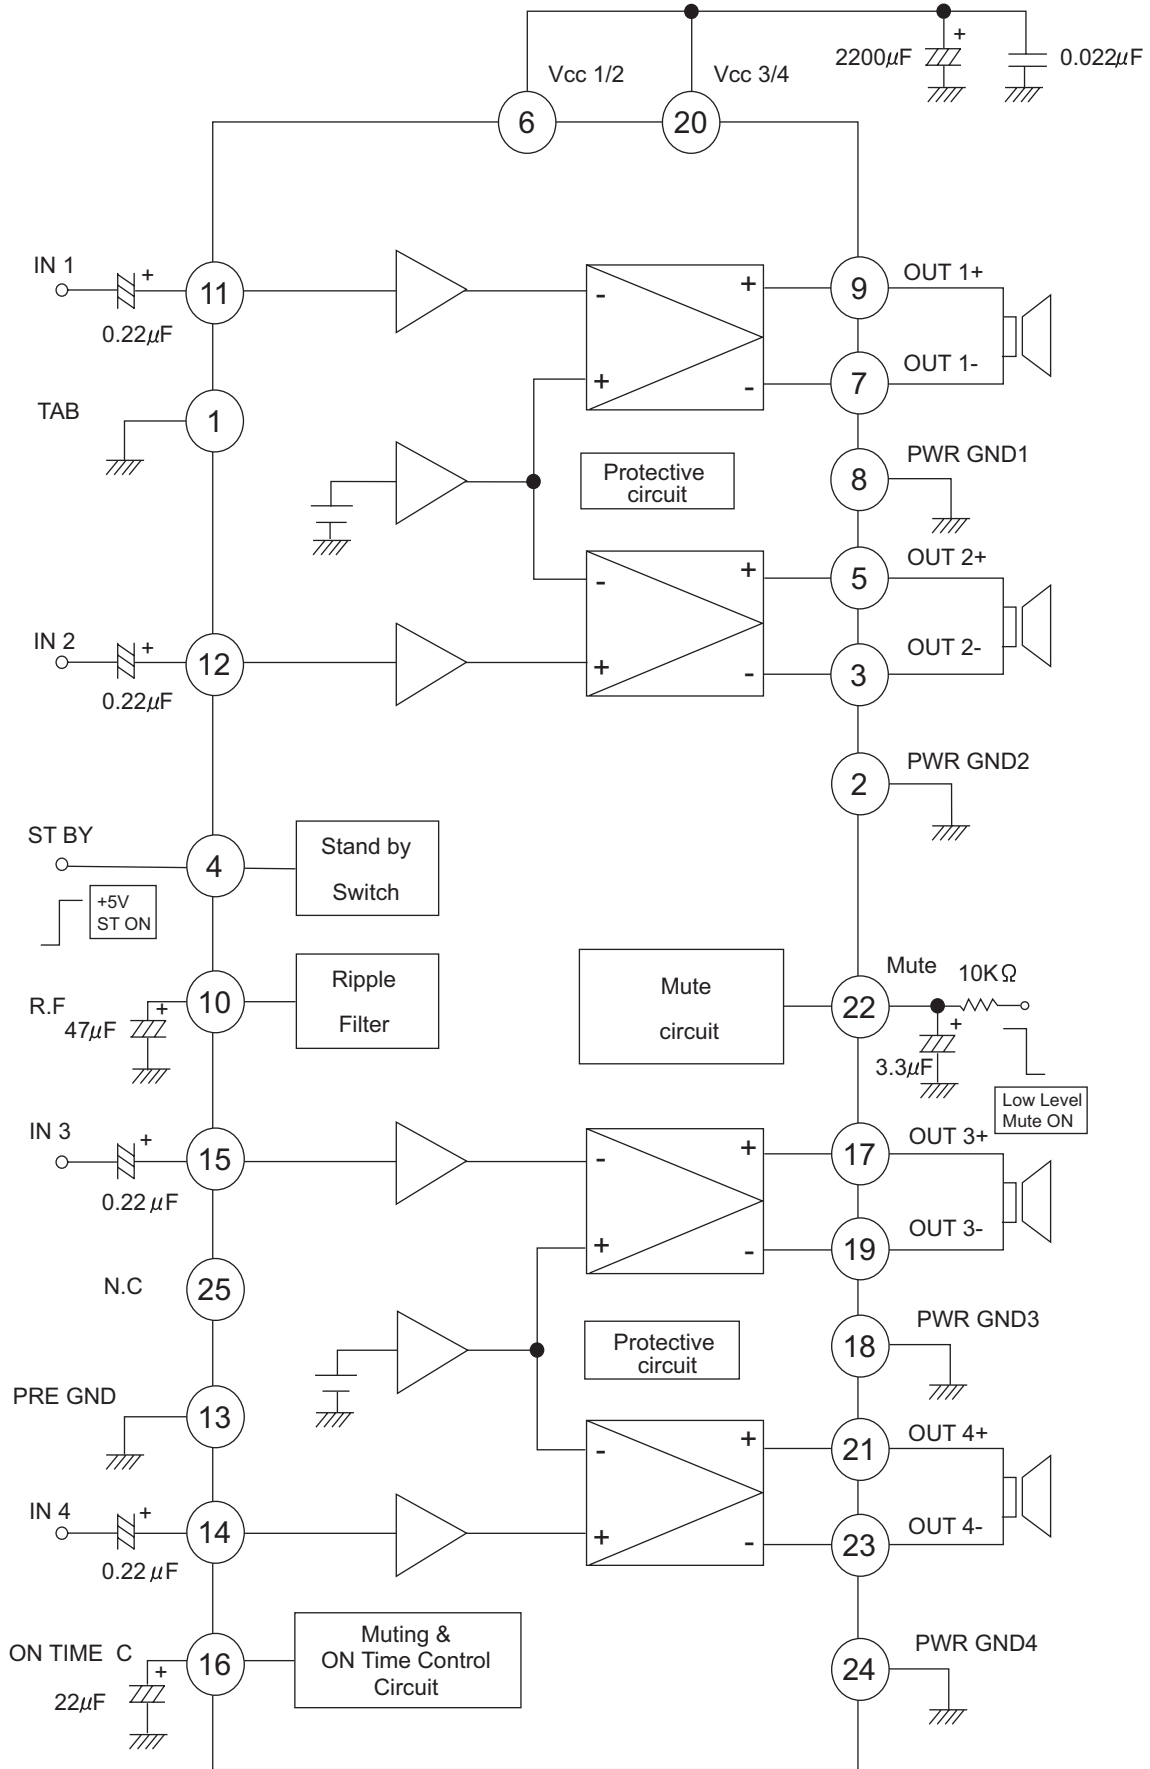 2200μF
0.022μF
Vcc 1/2
Vcc 3/4
6
20
IN 1
+
0.22μF
11
-
+
+
-
9
OUT 1+
7
OUT 1-
TAB
1
Protective
circuit
8
PWR GND1
5
OUT 2+
IN 2
+
0.22μF
12
-
+
+
-
3
OUT 2-
2
PWR GND2
ST BY
4
Stand by
Switch
+5V
ST ON
R.F
47μF
+
10
Ripple
Filter
Mute
circuit
22
Mute
10KΩ
+
3.3μF
Low Level
Mute ON
IN 3
+
0.22 μF
15
-
+
+
-
17
OUT 3+
19
OUT 3-
N.C
25
Protective
circuit
18
PWR GND3
PRE GND
13
21
OUT 4+
IN 4
+
0.22 μF
14
-
+
+
-
23
OUT 4-
ON TIME C
+
22μF
16
Muting &
ON Time Control
Circuit
24
PWR GND4
+